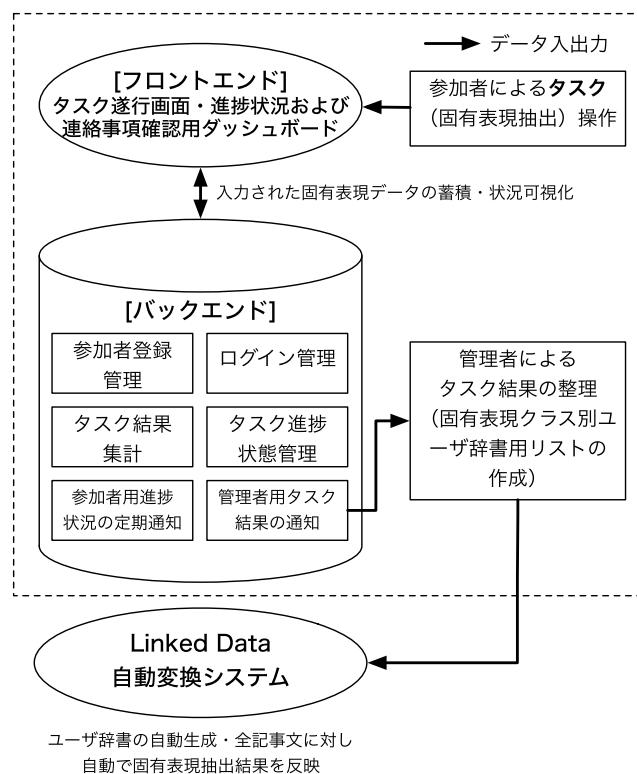 データ入出力
[フロントエンド]
タスク遂行画面・進捗状況および
連絡事項確認用ダッシュボード
参加者によるタスク
（固有表現抽出）操作
入力された固有表現データの蓄積・状況可視化
[バックエンド]
参加者登録
管理
ログイン管理
タスク結果
集計
タスク進捗
状態管理
参加者用進捗
状況の定期通知
管理者用タスク
結果の通知
管理者による
タスク結果の整理
（固有表現クラス別ユ
ーザ辞書用リストの
作成）
Linked Data
自動変換システム
ユーザ辞書の自動生成・全記事文に対し
自動で固有表現抽出結果を反映